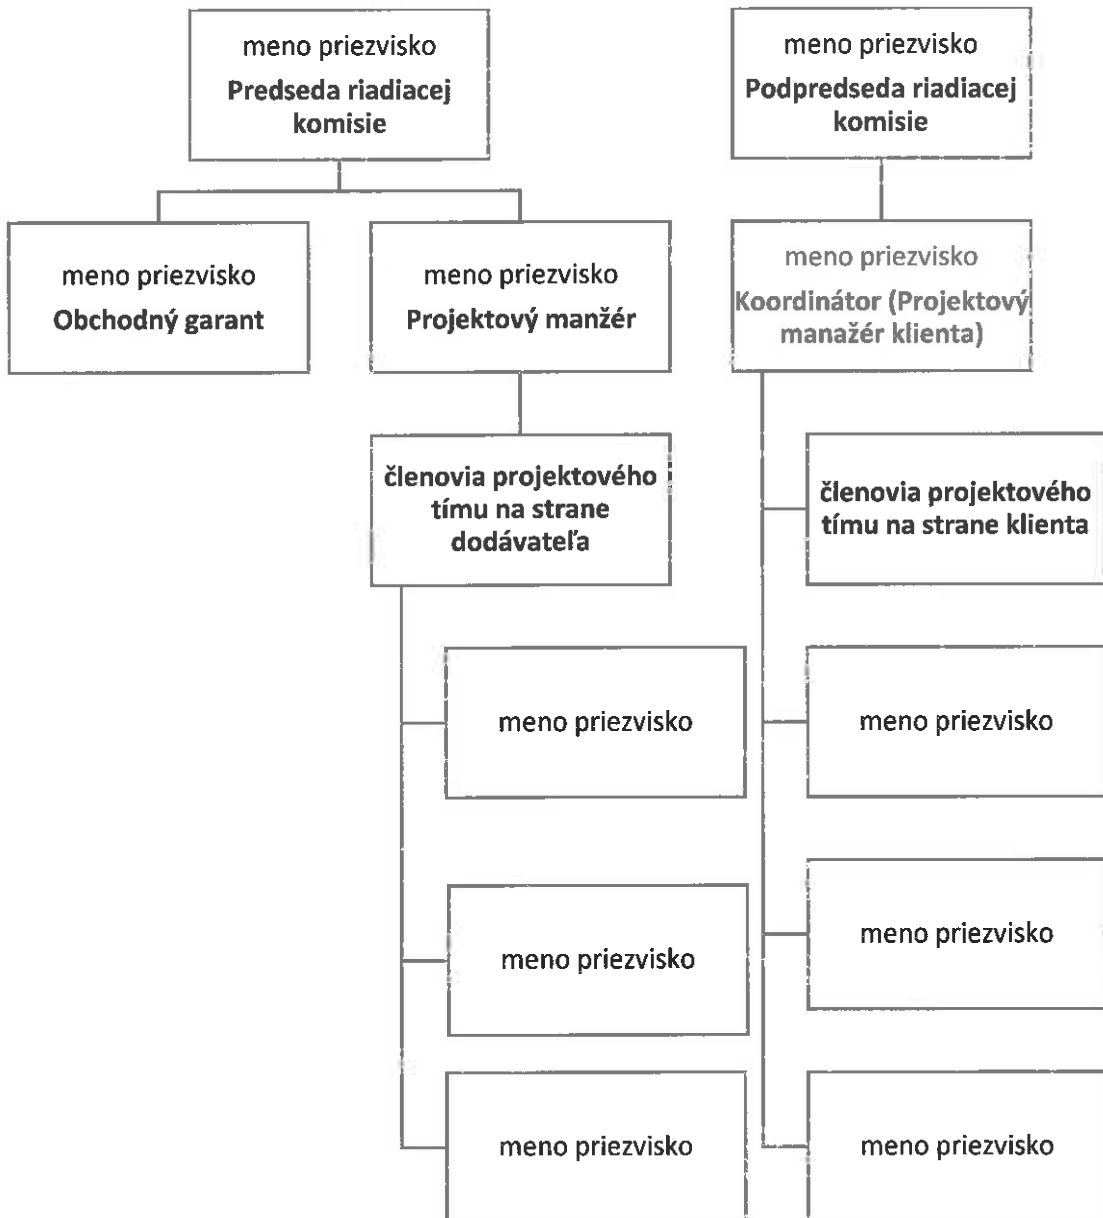 meno priezvisko
Predseda riadiacej
komisie
meno priezvisko
Podpredseda riadiacej
komisie
meno priezvisko
Obchodný garant
meno priezvisko
Projektový manžér
meno priezvisko
Koordinátor (Projektový
manažér klienta)
členovia projektového
tímu na strane
dodávateľa
členovia projektového
tímu na strane klienta
meno priezvisko
meno priezvisko
meno priezvisko
meno priezvisko
meno priezvisko
meno priezvisko